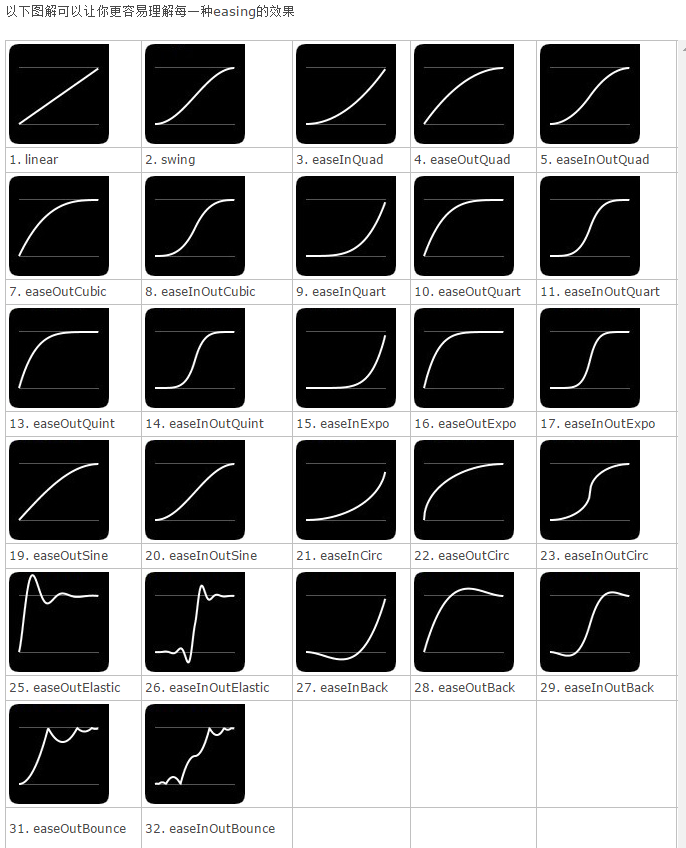 以下图解可以让你更容易理解每一种easing的效果
1. linear
2. swing
3. easeInQuad
4. easeOutQuad
5. easeInOutQuad
7. easeOutCubic
8. easeInOutCubic
9. easeInQuart
10. easeOutQuart
11. easeInOutQuart
13. easeOutQuint
14. easeInOutQuint
15. easeInExpo
16. easeOutExpo
17. easeInOutExpo
19. easeOutSine
20. easeInOutSine
21. easeInCirc
22. easeOutCirc
23. easeInOutCirc
25. easeOutElastic
26. easeInOutElastic
27. easeInBack
28. easeOutBack
29. easeInOutBack
31. easeOutBounce
32. easeInOutBounce